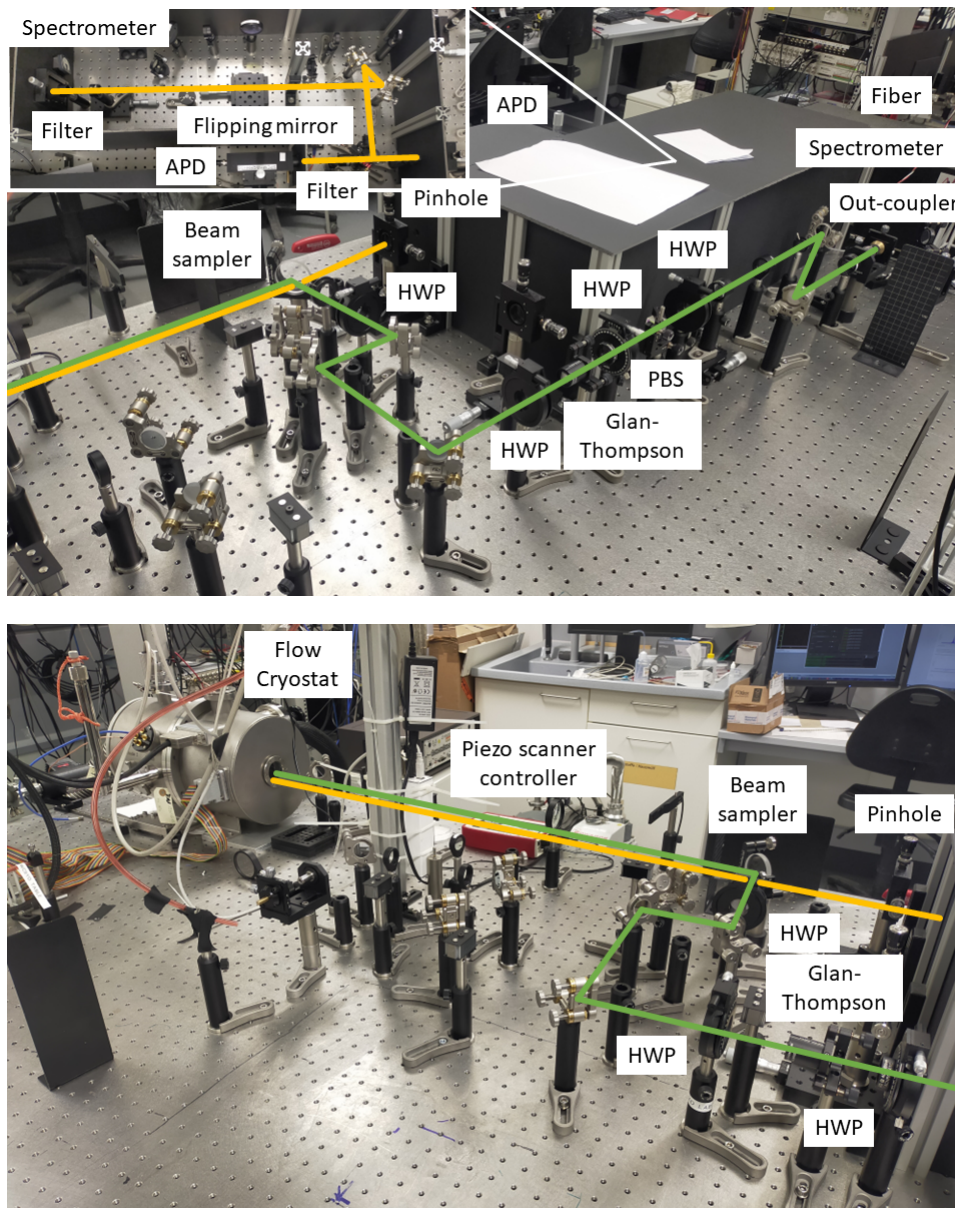 Spectrometer
Filter
Flipping mirror
APD
Filter
APD
Fiber
Spectrometer
Pinhole
Out-coupler
Beam
sampler
HWP
HWP
HWP
PBS
HWP
Glan-
Thompson
Flow
Cryostat
Piezo scanner
controller
Beam
sampler
Pinhole
HWP
Glan-
Thompson
HWP
HWP